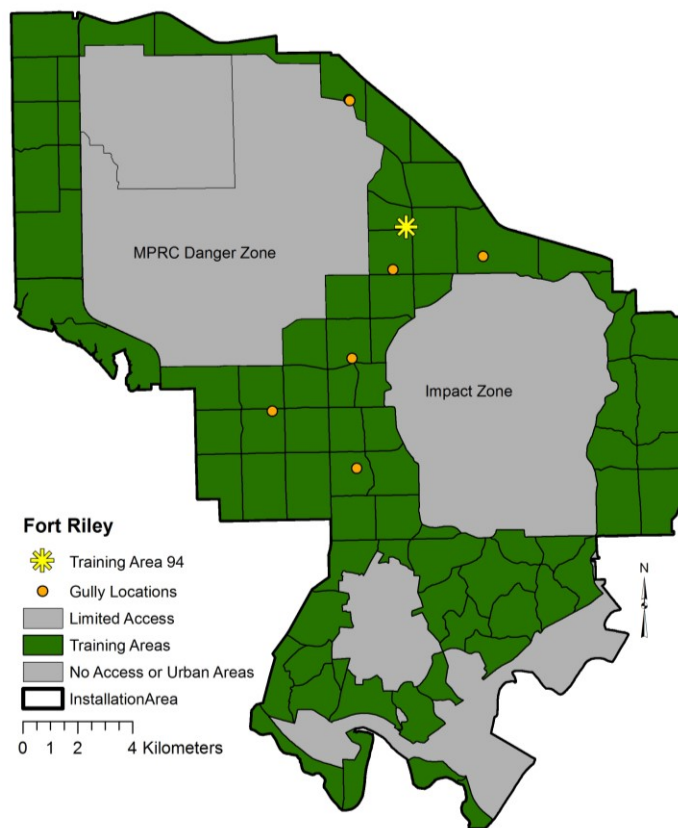 MPRC Danger Zone
Impact Zone
Fort Riley
Training Area 94
Gully Locations
Limited Access
Training Areas
No Access or Urban Areas
InstallationArea
0 1 2 4 Kilometers
N